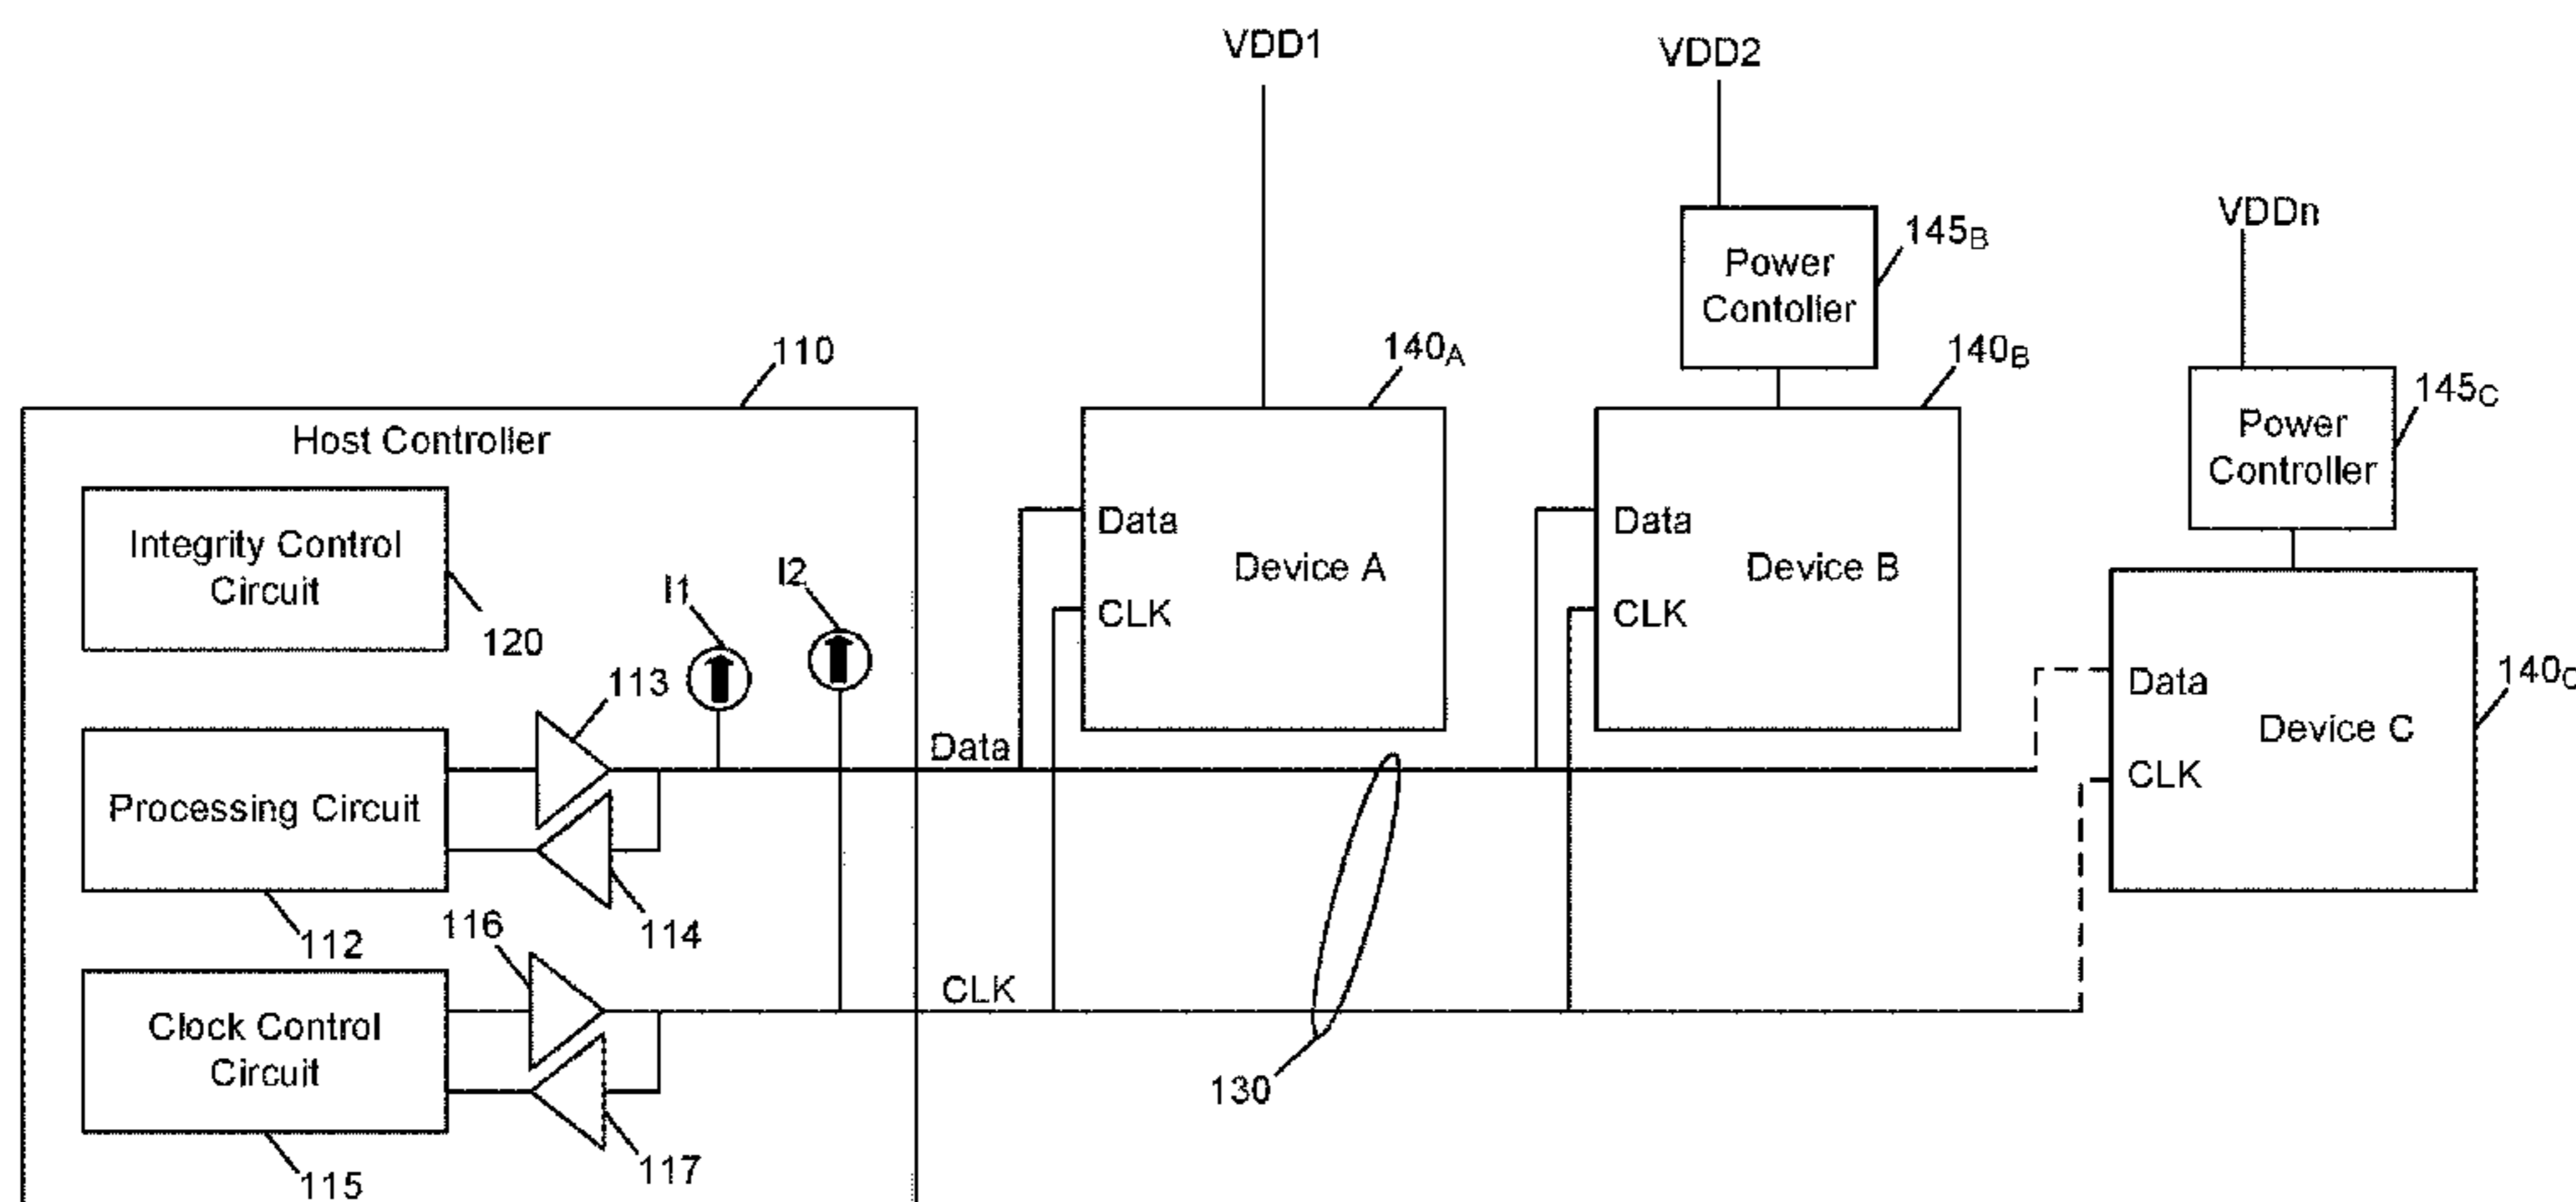 VDD1
VDD2
VDDn
145B
Power
Contoller
145C
Power
Controller
110
140A
140B
Host Controller
Integrity Control
Circuit
120
I1
I2
Data
CLK
Device A
Data
CLK
Device B
Data
CLK
Device C
140C
113
Data
Processing Circuit
114
112
116
CLK
Clock Control
Circuit
117
115
130